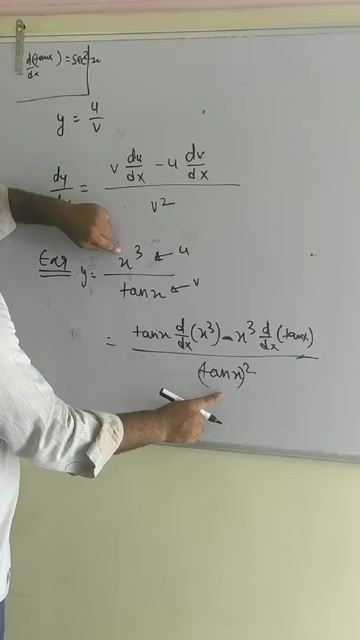 d(tanx)/dx = sec²x
y = u/v
dy/dx = (v du/dx - u dv/dx)/v²
Eg y = x³ ← u / tanx ← v
= (tanx d/dx (x³) - x³ d/dx (tanx))/(tanx)²